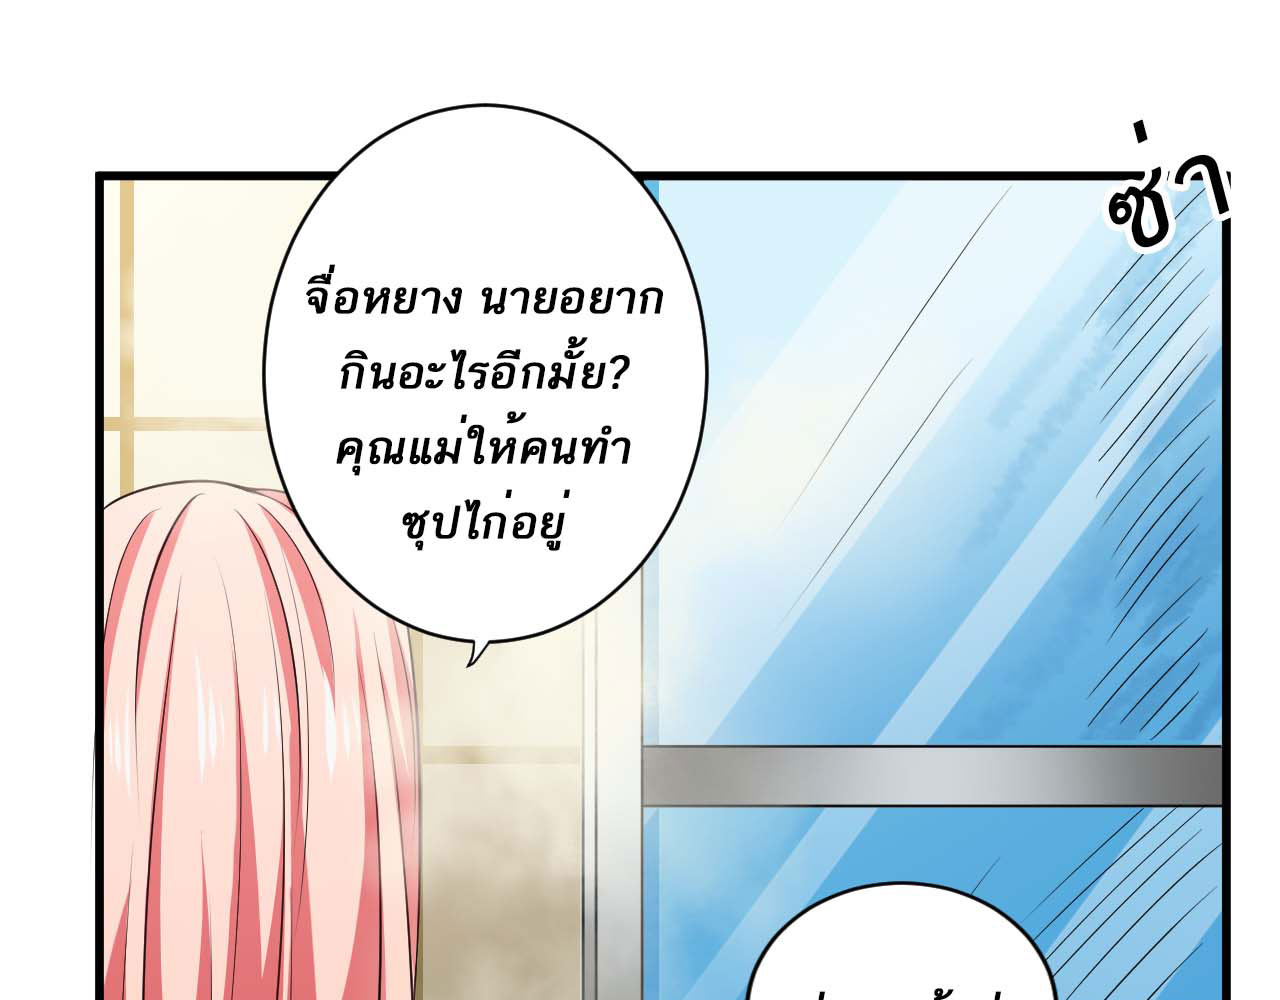 ซ่า
จื่อหยาง นายอยาก
กินอะไรอีกมั้ย?
คุณแม่ให้คนทำ
ซุปไก่อยู่